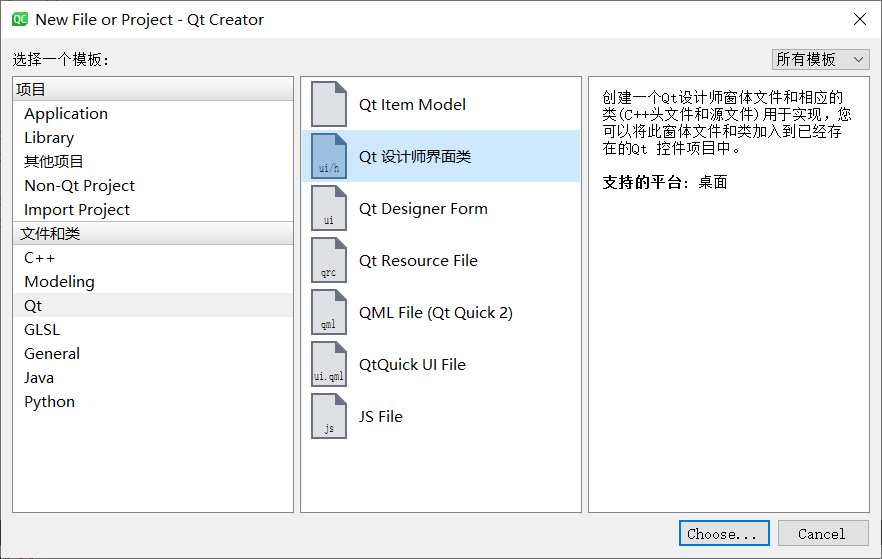 QC New File or Project - Qt Creator
选择一个模板：
所有模板
项目
Application
Library
其他项目
Non-Qt Project
Import Project
文件和类
C++
Modeling
Qt
GLSL
General
Java
Python
Qt Item Model
ui/h Qt 设计师界面类
ui Qt Designer Form
qrc Qt Resource File
qml QML File (Qt Quick 2)
ui.qml QtQuick UI File
js JS File
创建一个Qt设计师窗体文件和相应的
类(C++头文件和源文件)用于实现，您
可以将此窗体文件和类加入到已经存
在的Qt 控件项目中。
支持的平台：桌面
Choose...
Cancel